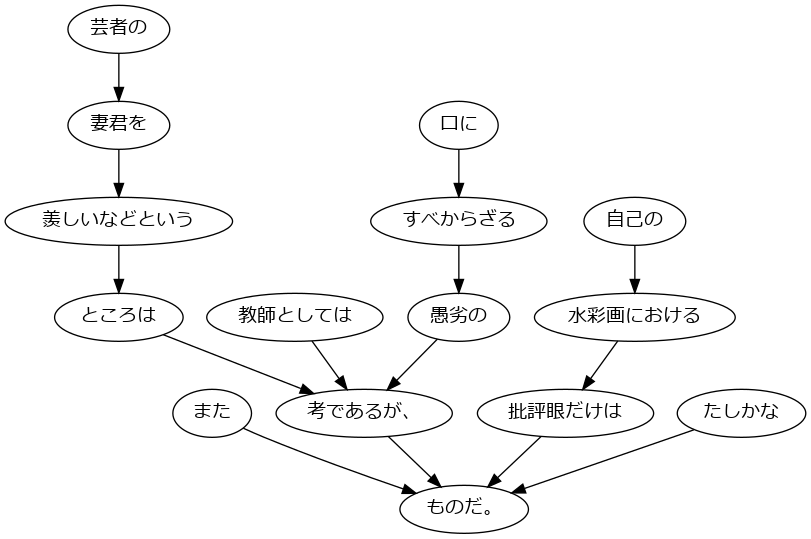 芸者の
妻君を
口に
羨しいなどという
すべからざる
自己の
ところは
教師としては
愚劣の
水彩画における
また
考であるが、
批評眼だけは
たしかな
ものだ。